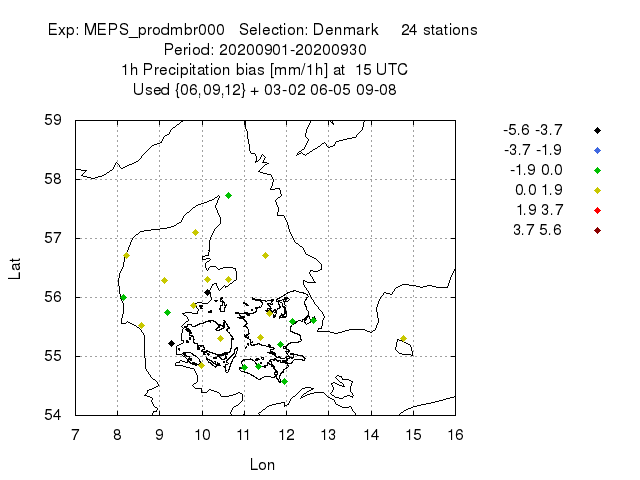 Exp: MEPS_prodmbr000 Selection: Denmark 24 stations
Period: 20200901-20200930
1h Precipitation bias [mm/1h] at 15 UTC
Used {06,09,12} + 03-02 06-05 09-08
59
58
57
56
55
54
Lat
7 8 9 10 11 12 13 14 15 16
Lon
-5.6 -3.7
-3.7 -1.9
-1.9 0.0
0.0 1.9
1.9 3.7
3.7 5.6